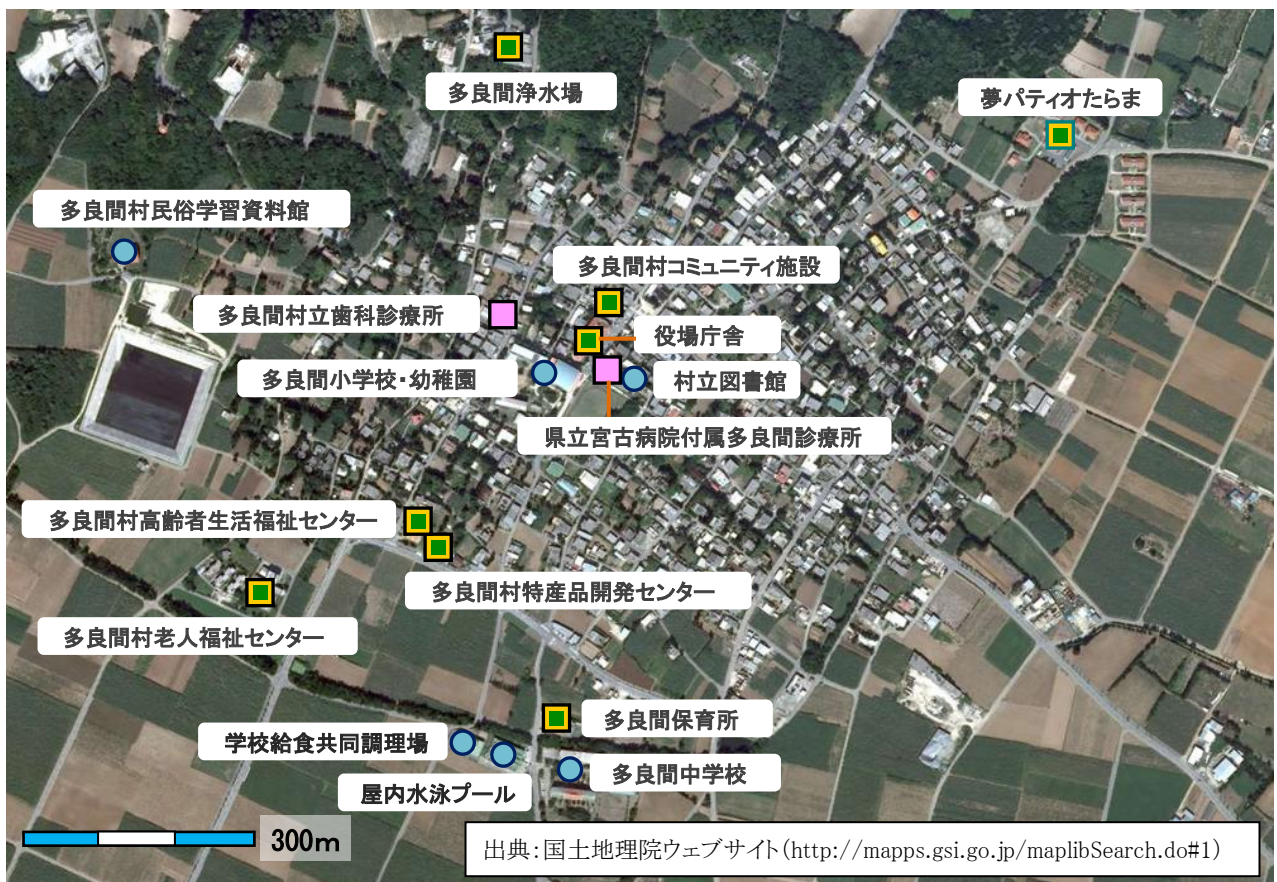 多良間浄水場
夢パティオたらま
多良間村民俗学習資料館
多良間村コミュニティ施設
多良間村立歯科診療所
役場庁舎
多良間小学校・幼稚園
村立図書館
県立宮古病院付属多良間診療所
多良間村高齢者生活福祉センター
多良間村特産品開発センター
多良間村老人福祉センター
多良間保育所
学校給食共同調理場
多良間中学校
屋内水泳プール
300m
出典：国土地理院ウェブサイト(http://mapps.gsi.go.jp/maplibSearch.do#1)